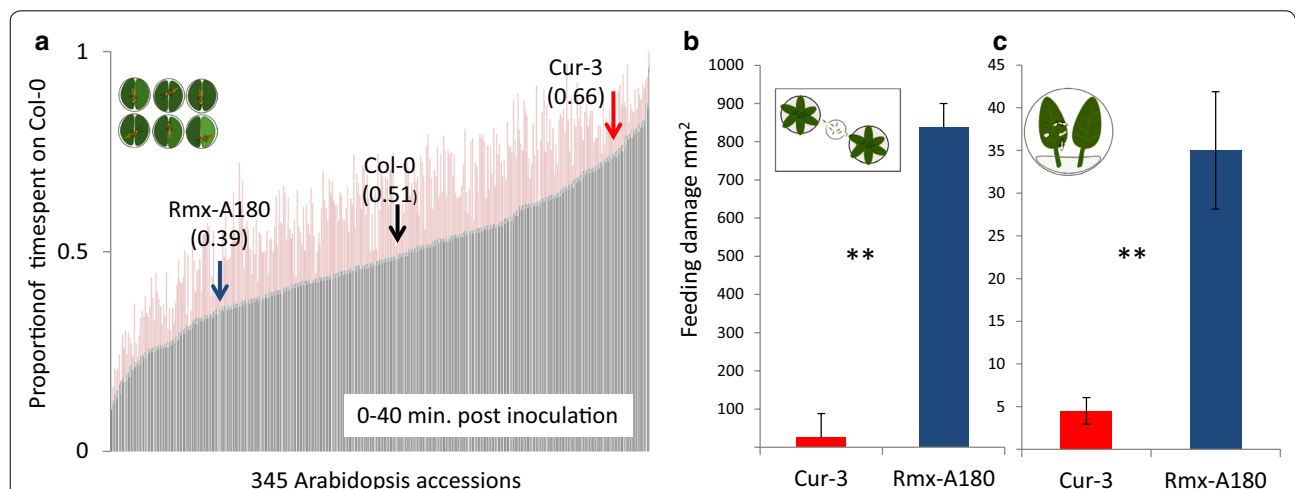 a
1
0.5
0
Proportionof timespent on Col-0
Rmx-A180
(0.39)
Col-0
(0.51)
Cur-3
(0.66)
0-40 min. post inoculation
345 Arabidopsis accessions
b
Feeding damage mm²
1000
900
800
700
600
500
400
300
200
100
**
Cur-3
Rmx-A180
c
45
40
35
30
25
20
15
10
5
**
Cur-3
Rmx-A180